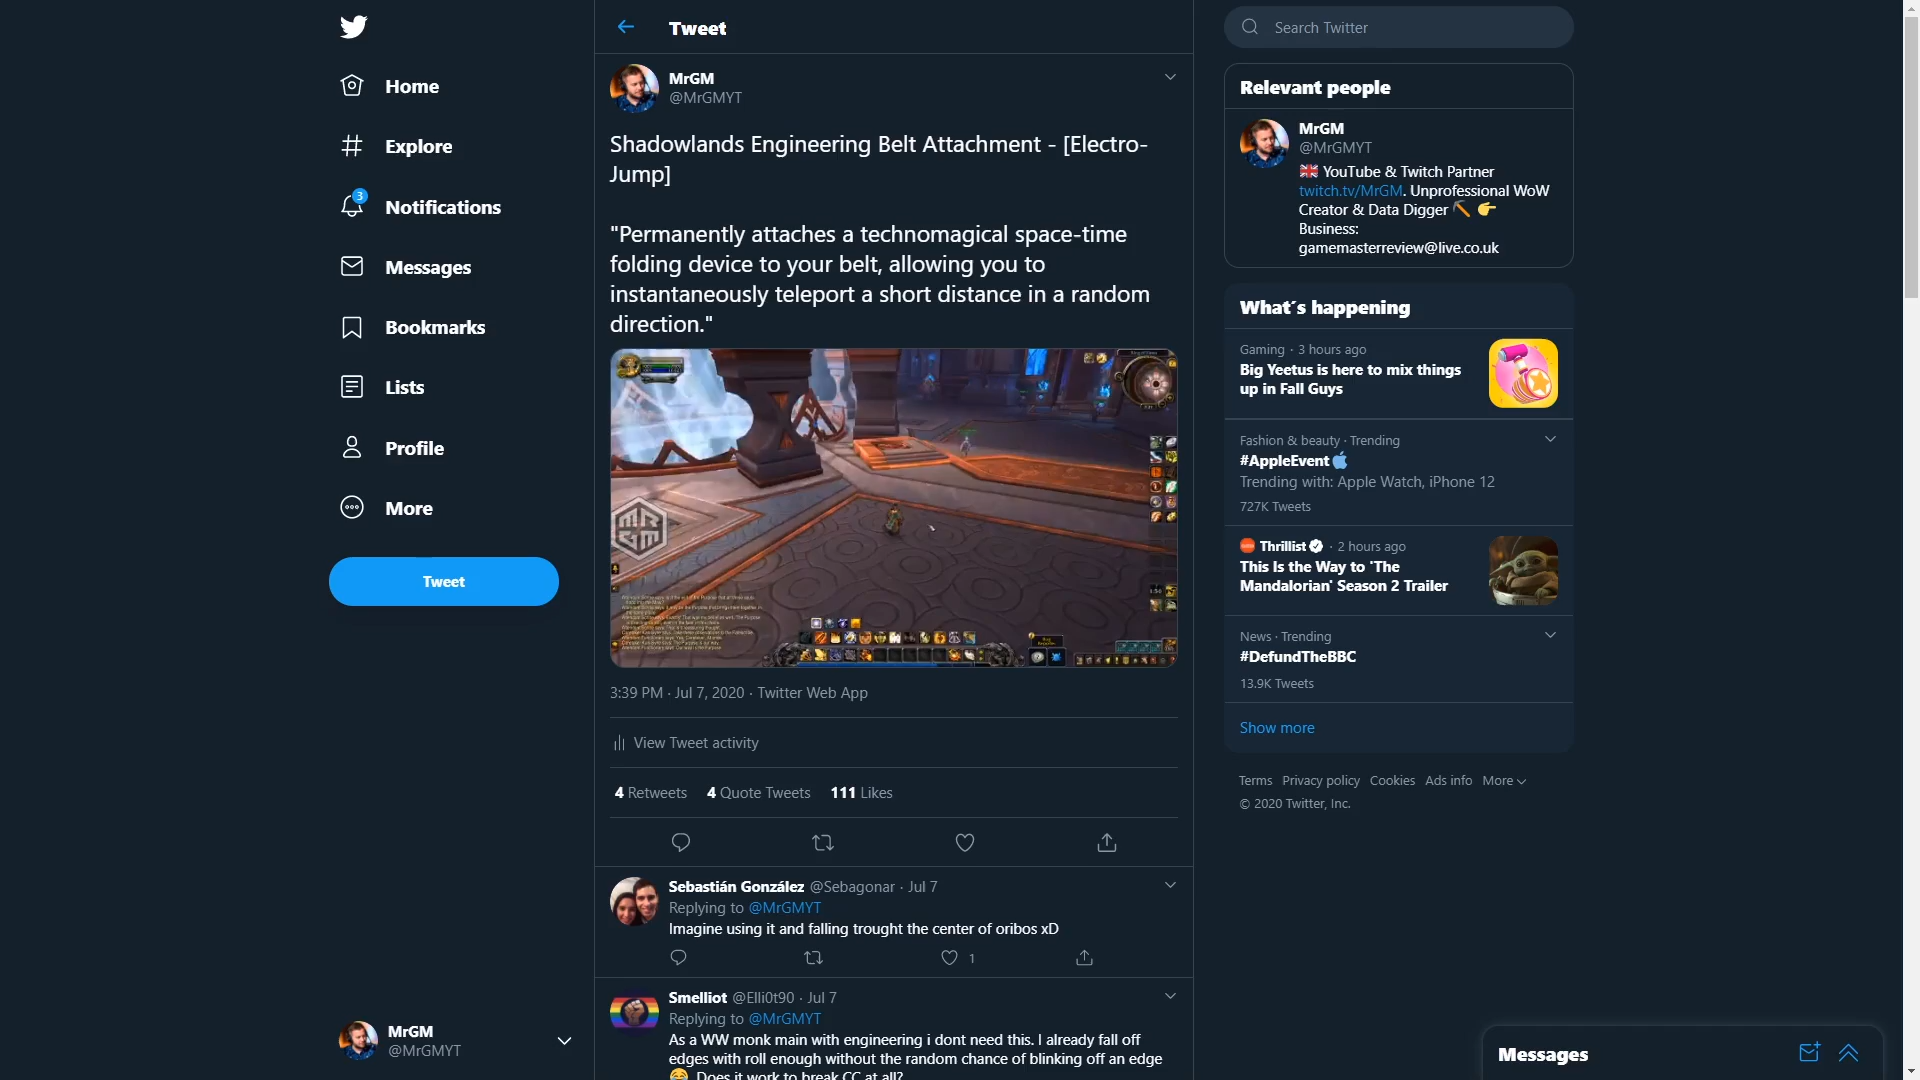 Home
Explore
3
Notifications
Messages
Bookmarks
Lists
Profile
More
Tweet
MrGM
@MrGMYT
Tweet
MrGM
@MrGMYT
Shadowlands Engineering Belt Attachment - [Electro-
Jump]
"Permanently attaches a technomagical space-time
folding device to your belt, allowing you to
instantaneously teleport a short distance in a random
direction."
3:39 PM · Jul 7, 2020 · Twitter Web App
View Tweet activity
4 Retweets 4 Quote Tweets 111 Likes
Sebastián González @Sebagonar · Jul 7
Replying to @MrGMYT
Imagine using it and falling trought the center of oribos xD
1
Smelliot @Elli0t90 · Jul 7
Replying to @MrGMYT
As a WW monk main with engineering i dont need this. I already fall off
edges with roll enough without the random chance of blinking off an edge
😂 Does it work to break CC at all?
Search Twitter
Relevant people
MrGM
@MrGMYT
🇬🇧 YouTube & Twitch Partner
twitch.tv/MrGM. Unprofessional WoW
Creator & Data Digger ⛏ 👉
Business:
gamemasterreview@live.co.uk
What´s happening
Gaming · 3 hours ago
Big Yeetus is here to mix things
up in Fall Guys
Fashion & beauty · Trending
#AppleEvent
Trending with: Apple Watch, iPhone 12
727K Tweets
Thrillist · 2 hours ago
This Is the Way to 'The
Mandalorian' Season 2 Trailer
News · Trending
#DefundTheBBC
13.9K Tweets
Show more
Terms Privacy policy Cookies Ads info More
© 2020 Twitter, Inc.
Messages